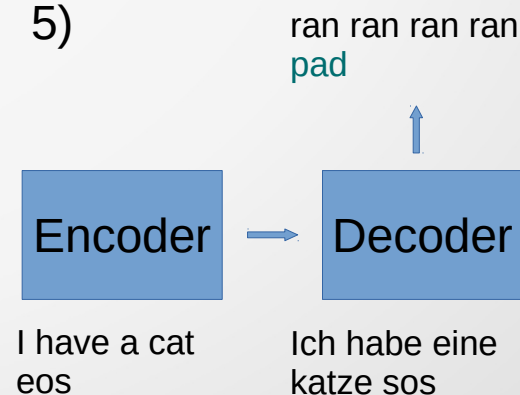 5)
ran ran ran ran
pad
Encoder
Decoder
I have a cat
eos
Ich habe eine
katze sos